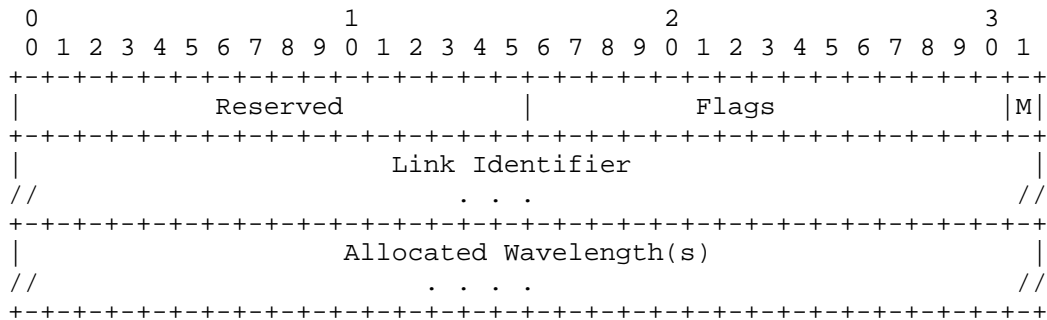 0                   1                   2                   3
 0 1 2 3 4 5 6 7 8 9 0 1 2 3 4 5 6 7 8 9 0 1 2 3 4 5 6 7 8 9 0 1
+-+-+-+-+-+-+-+-+-+-+-+-+-+-+-+-+-+-+-+-+-+-+-+-+-+-+-+-+-+-+-+-+
|            Reserved           |          Flags              |M|
+-+-+-+-+-+-+-+-+-+-+-+-+-+-+-+-+-+-+-+-+-+-+-+-+-+-+-+-+-+-+-+-+
|                       Link Identifier                         |
//                          . . .                              //
+-+-+-+-+-+-+-+-+-+-+-+-+-+-+-+-+-+-+-+-+-+-+-+-+-+-+-+-+-+-+-+-+
|                    Allocated Wavelength(s)                    |
//                        . . . .                              //
+-+-+-+-+-+-+-+-+-+-+-+-+-+-+-+-+-+-+-+-+-+-+-+-+-+-+-+-+-+-+-+-+